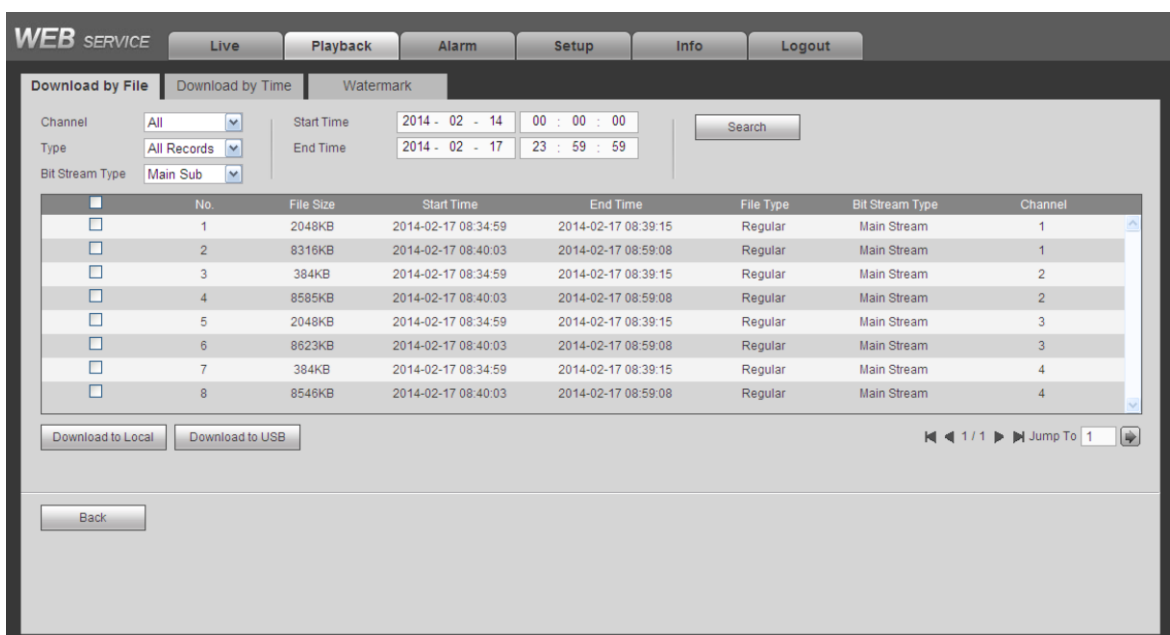 WEB SERVICE Live Playback Alarm Setup Info Logout
Download by File Download by Time Watermark
Channel All Start Time 2014 - 02 - 14 00 : 00 : 00 Search
Type All Records End Time 2014 - 02 - 17 23 : 59 : 59
Bit Stream Type Main Sub
No. File Size Start Time End Time File Type Bit Stream Type Channel
1 2048KB 2014-02-17 08:34:59 2014-02-17 08:39:15 Regular Main Stream 1
2 8316KB 2014-02-17 08:40:03 2014-02-17 08:59:08 Regular Main Stream 1
3 384KB 2014-02-17 08:34:59 2014-02-17 08:39:15 Regular Main Stream 2
4 8585KB 2014-02-17 08:40:03 2014-02-17 08:59:08 Regular Main Stream 2
5 2048KB 2014-02-17 08:34:59 2014-02-17 08:39:15 Regular Main Stream 3
6 8623KB 2014-02-17 08:40:03 2014-02-17 08:59:08 Regular Main Stream 3
7 384KB 2014-02-17 08:34:59 2014-02-17 08:39:15 Regular Main Stream 4
8 8546KB 2014-02-17 08:40:03 2014-02-17 08:59:08 Regular Main Stream 4
Download to Local Download to USB 1 / 1 Jump To 1
Back